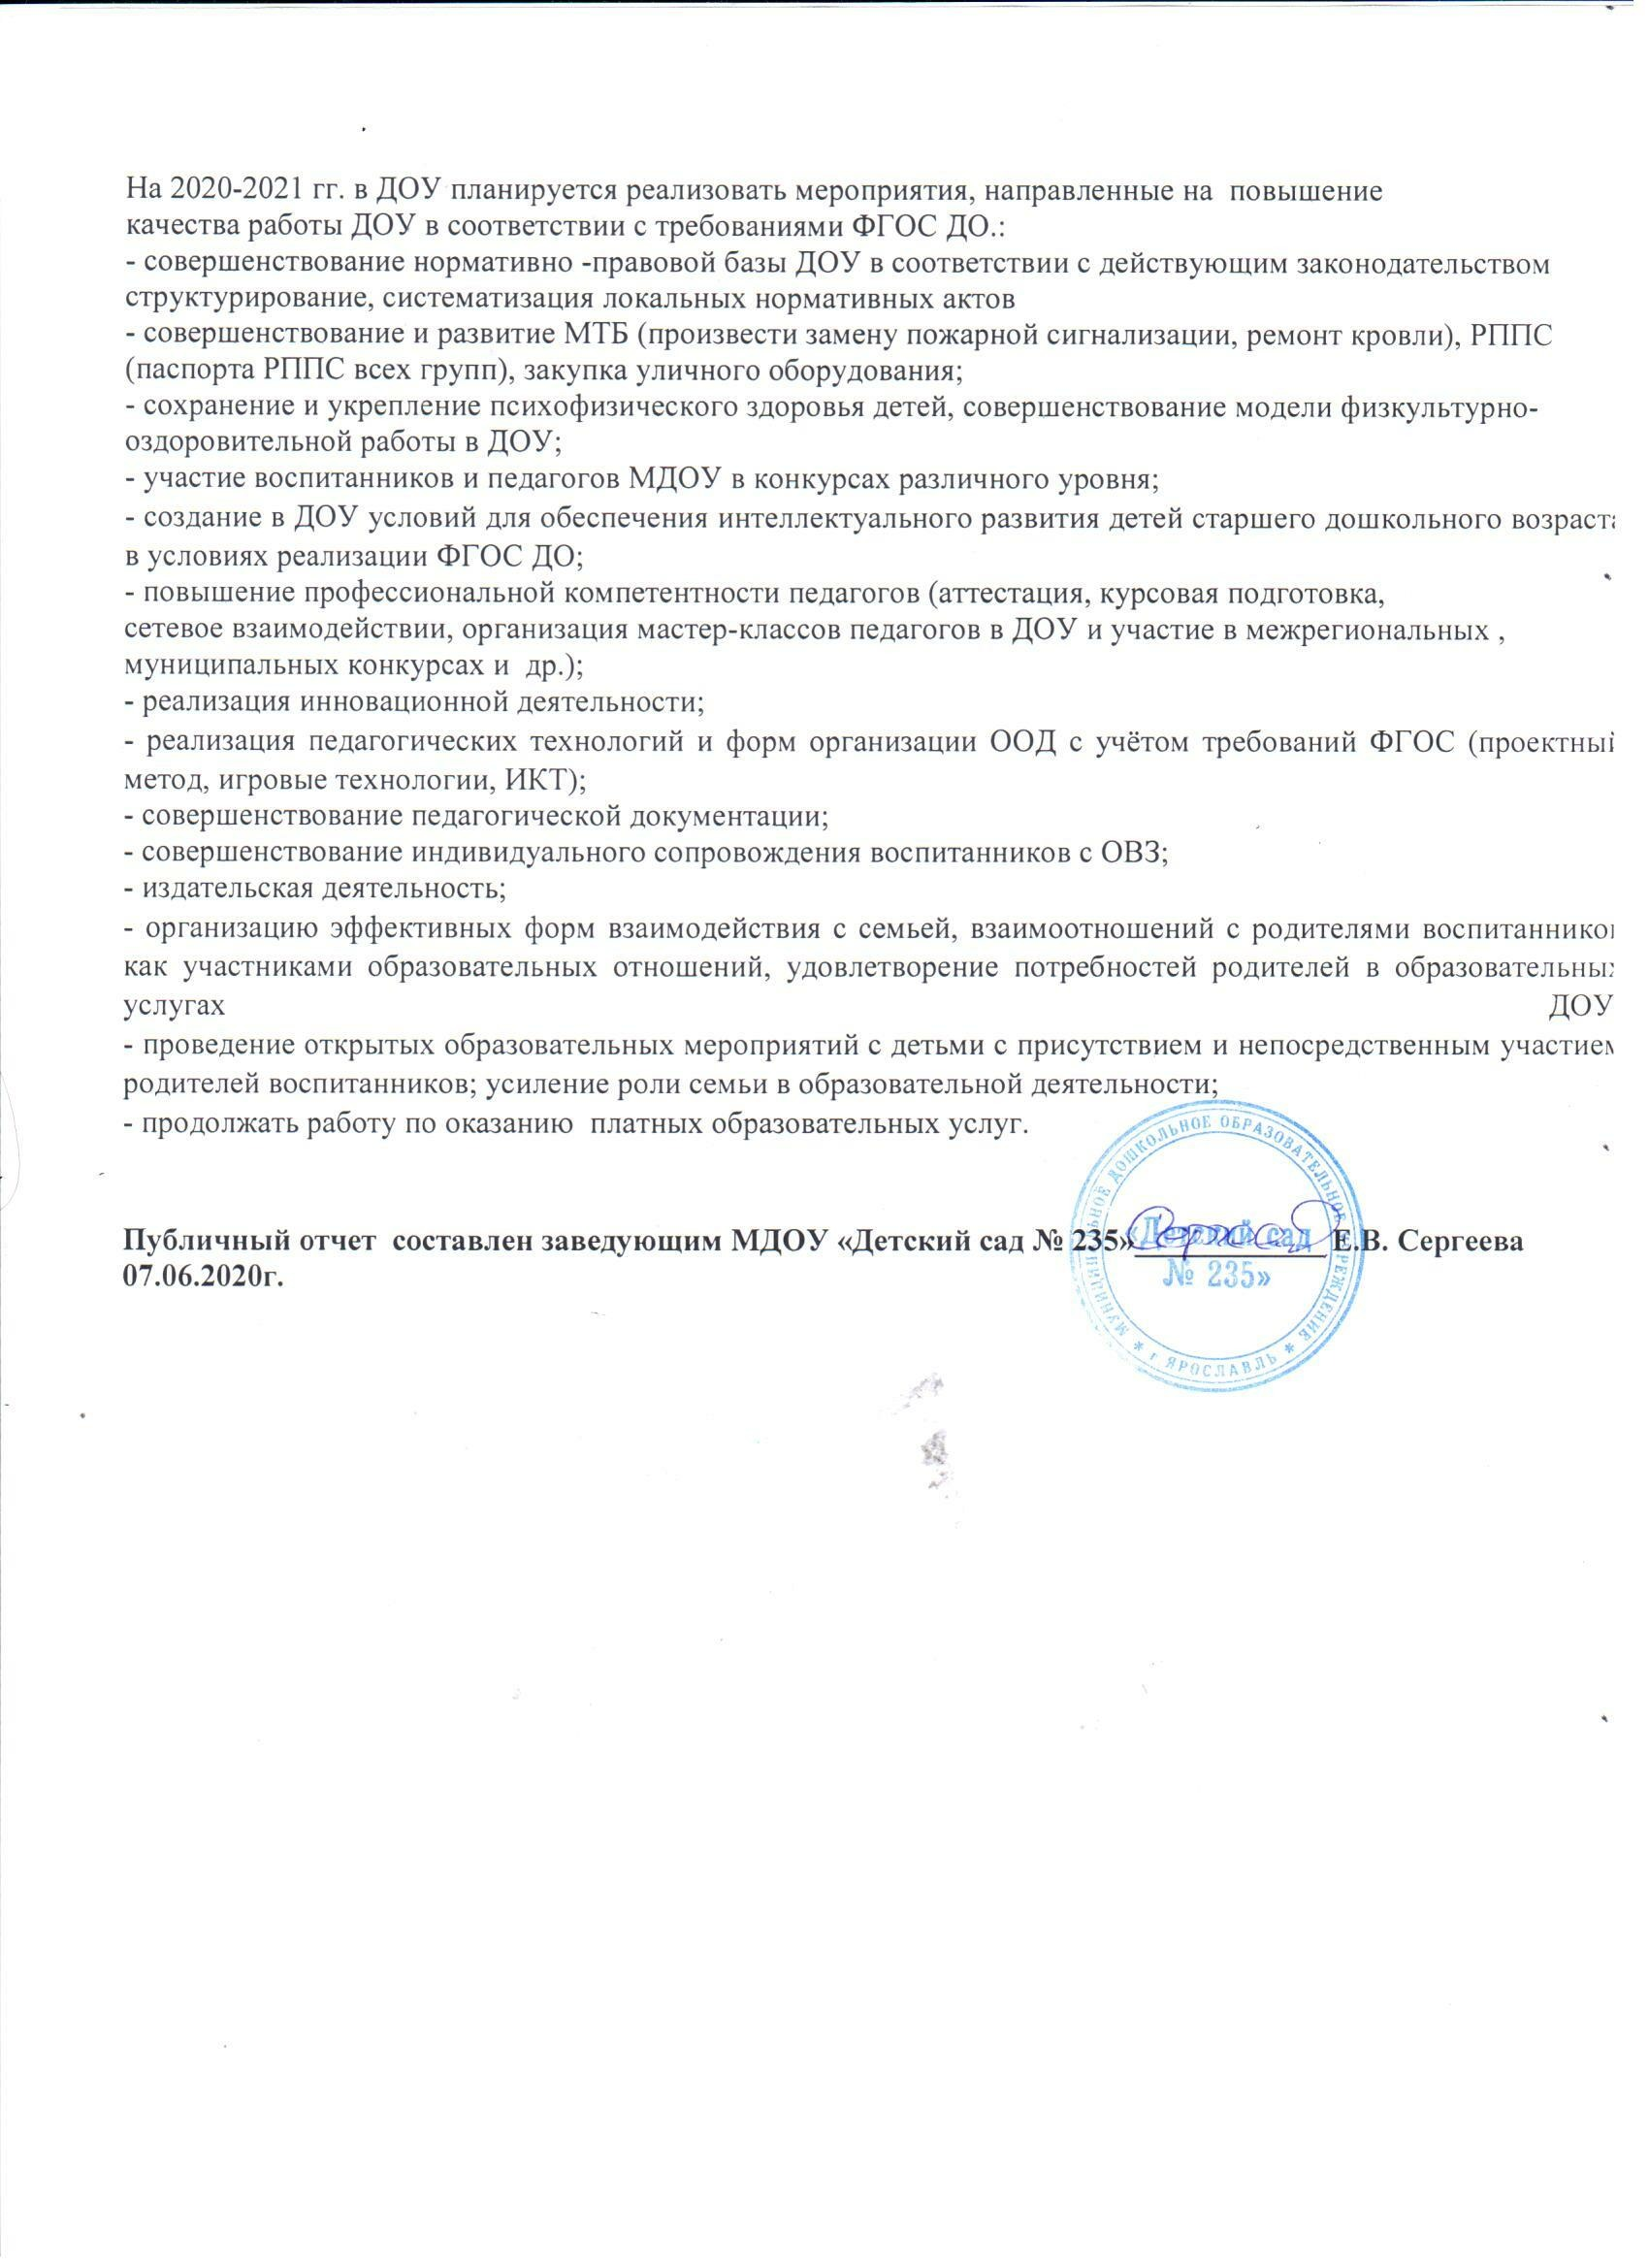 На 2020-2021 гг. в ДОУ планируется реализовать мероприятия, направленные на  повышение
качества работы ДОУ в соответствии с требованиями ФГОС ДО.:
- совершенствование нормативно -правовой базы ДОУ в соответствии с действующим законодательством
структурирование, систематизация локальных нормативных актов
- совершенствование и развитие МТБ (произвести замену пожарной сигнализации, ремонт кровли), РППС
(паспорта РППС всех групп), закупка уличного оборудования;
- сохранение и укрепление психофизического здоровья детей, совершенствование модели физкультурно-
оздоровительной работы в ДОУ;
- участие воспитанников и педагогов МДОУ в конкурсах различного уровня;
- создание в ДОУ условий для обеспечения интеллектуального развития детей старшего дошкольного возраста
в условиях реализации ФГОС ДО;
- повышение профессиональной компетентности педагогов (аттестация, курсовая подготовка,
сетевое взаимодействии, организация мастер-классов педагогов в ДОУ и участие в межрегиональных ,
муниципальных конкурсах и  др.);
- реализация инновационной деятельности;
- реализация педагогических технологий и форм организации ООД с учётом требований ФГОС (проектный
метод, игровые технологии, ИКТ);
- совершенствование педагогической документации;
- совершенствование индивидуального сопровождения воспитанников с ОВЗ;
- издательская деятельность;
- организацию эффективных форм взаимодействия с семьей, взаимоотношений с родителями воспитанников
как участниками образовательных отношений, удовлетворение потребностей родителей в образовательных
услугах ДОУ
- проведение открытых образовательных мероприятий с детьми с присутствием и непосредственным участием
родителей воспитанников; усиление роли семьи в образовательной деятельности;
- продолжать работу по оказанию  платных образовательных услуг.
Публичный отчет  составлен заведующим МДОУ «Детский сад № 235» Е.В. Сергеева
07.06.2020г.
МУНИЦИПАЛЬНОЕ ДОШКОЛЬНОЕ ОБРАЗОВАТЕЛЬНОЕ УЧРЕЖДЕНИЕ * г ЯРОСЛАВЛЬ *
«Детский сад
№ 235»